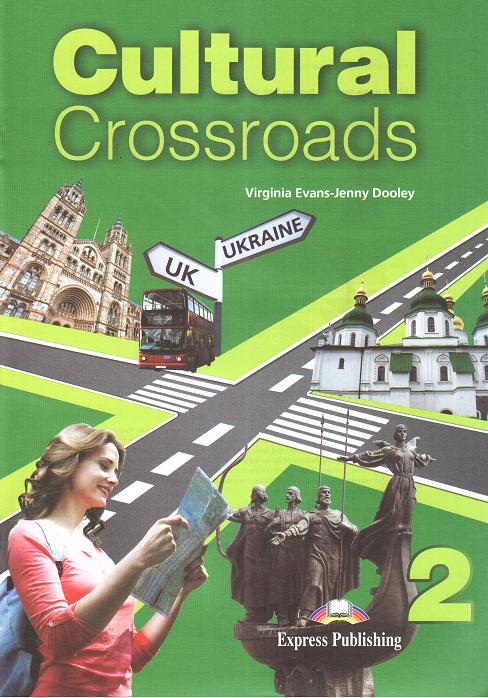 Cultural
Crossroads
Virginia Evans-Jenny Dooley
UKRAINE
UK
2
Express Publishing